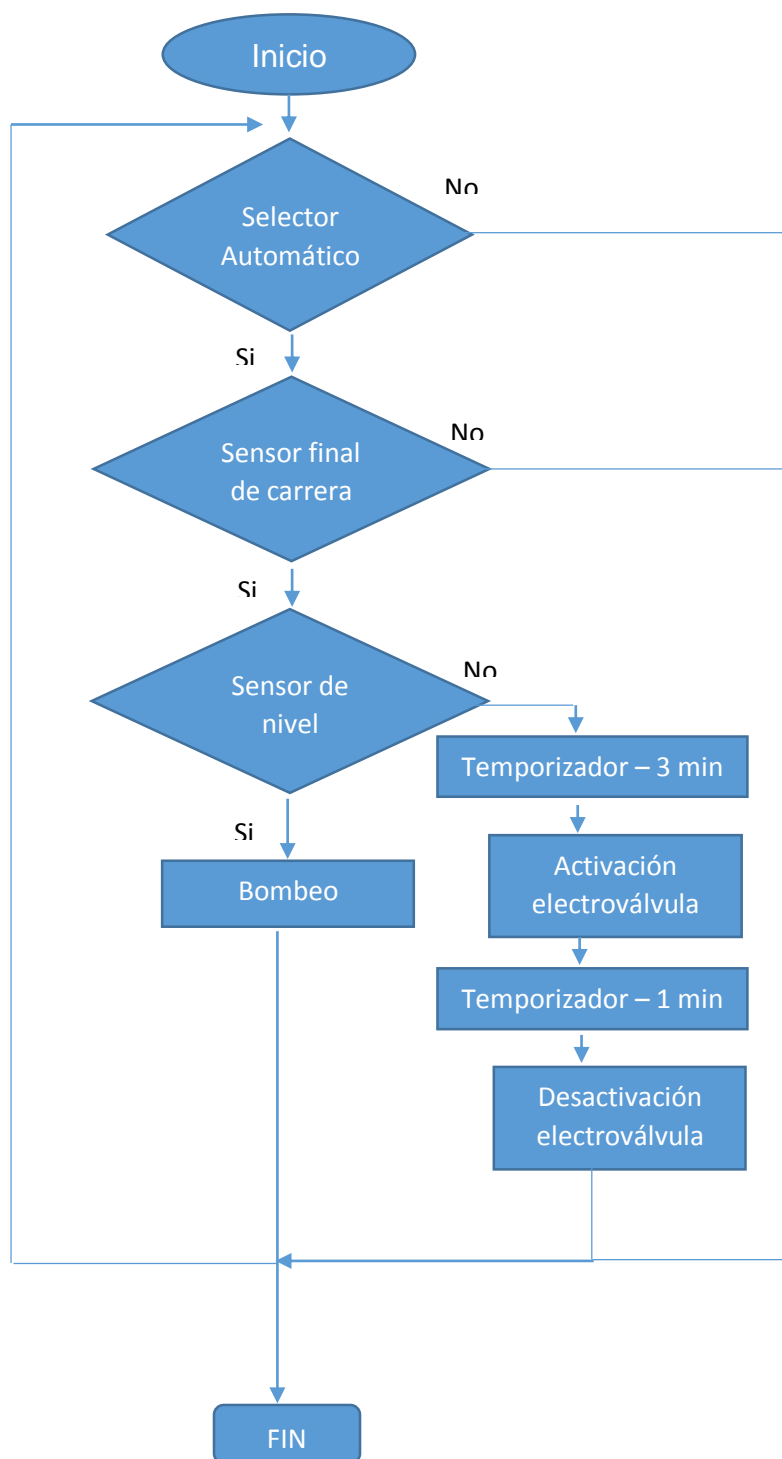 Inicio
No
Selector
Automático
Si
No
Sensor final
de carrera
Si
No
Sensor de
nivel
Temporizador – 3 min
Si
Activación
electroválvula
Bombeo
Temporizador – 1 min
Desactivación
electroválvula
FIN